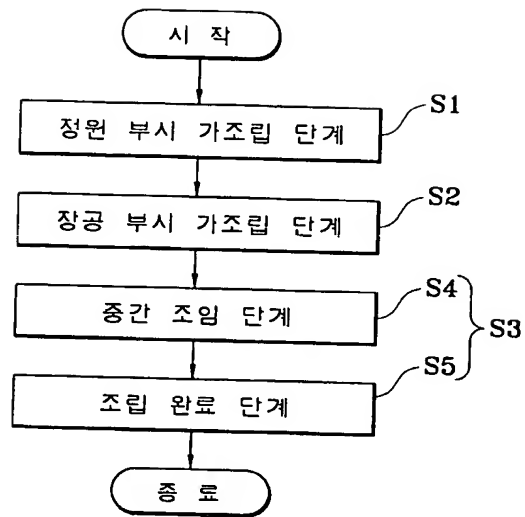 시 작
정원 부시 가조립 단계
S1
장공 부시 가조립 단계
S2
중간 조임 단계
S4
S3
조립 완료 단계
S5
종 료